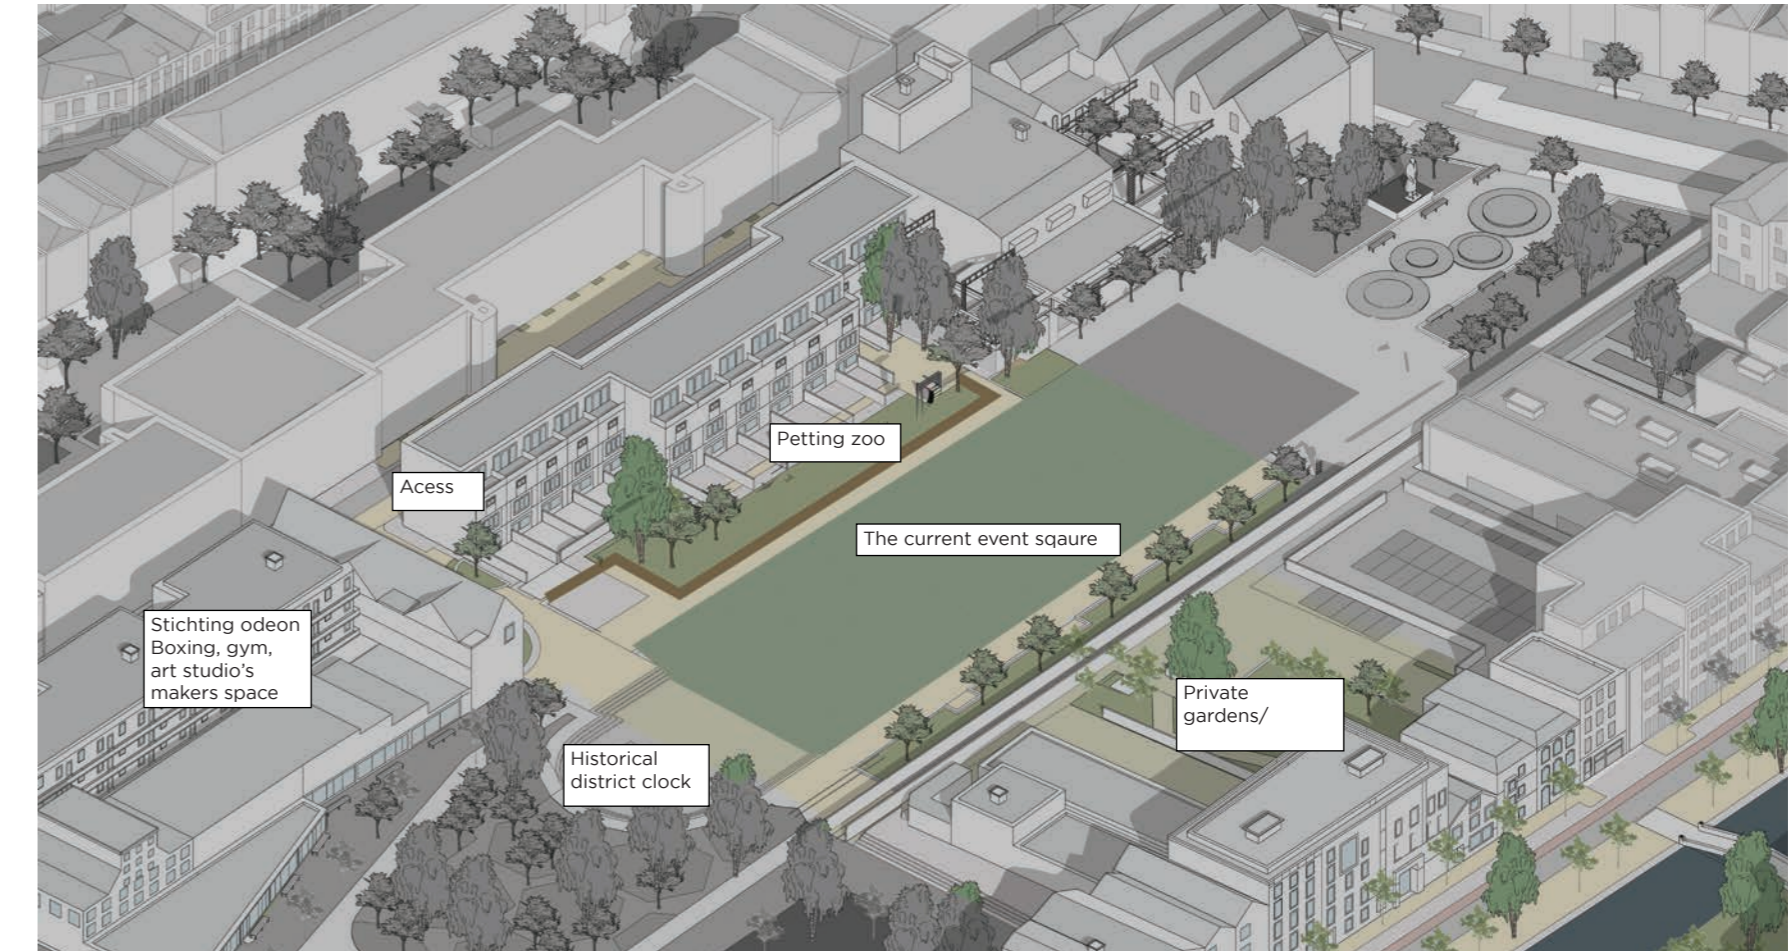 Petting zoo
Acess
The current event sqaure
Stichting odeon
Boxing, gym,
art studio's
makers space
Private
gardens/
Historical
district clock